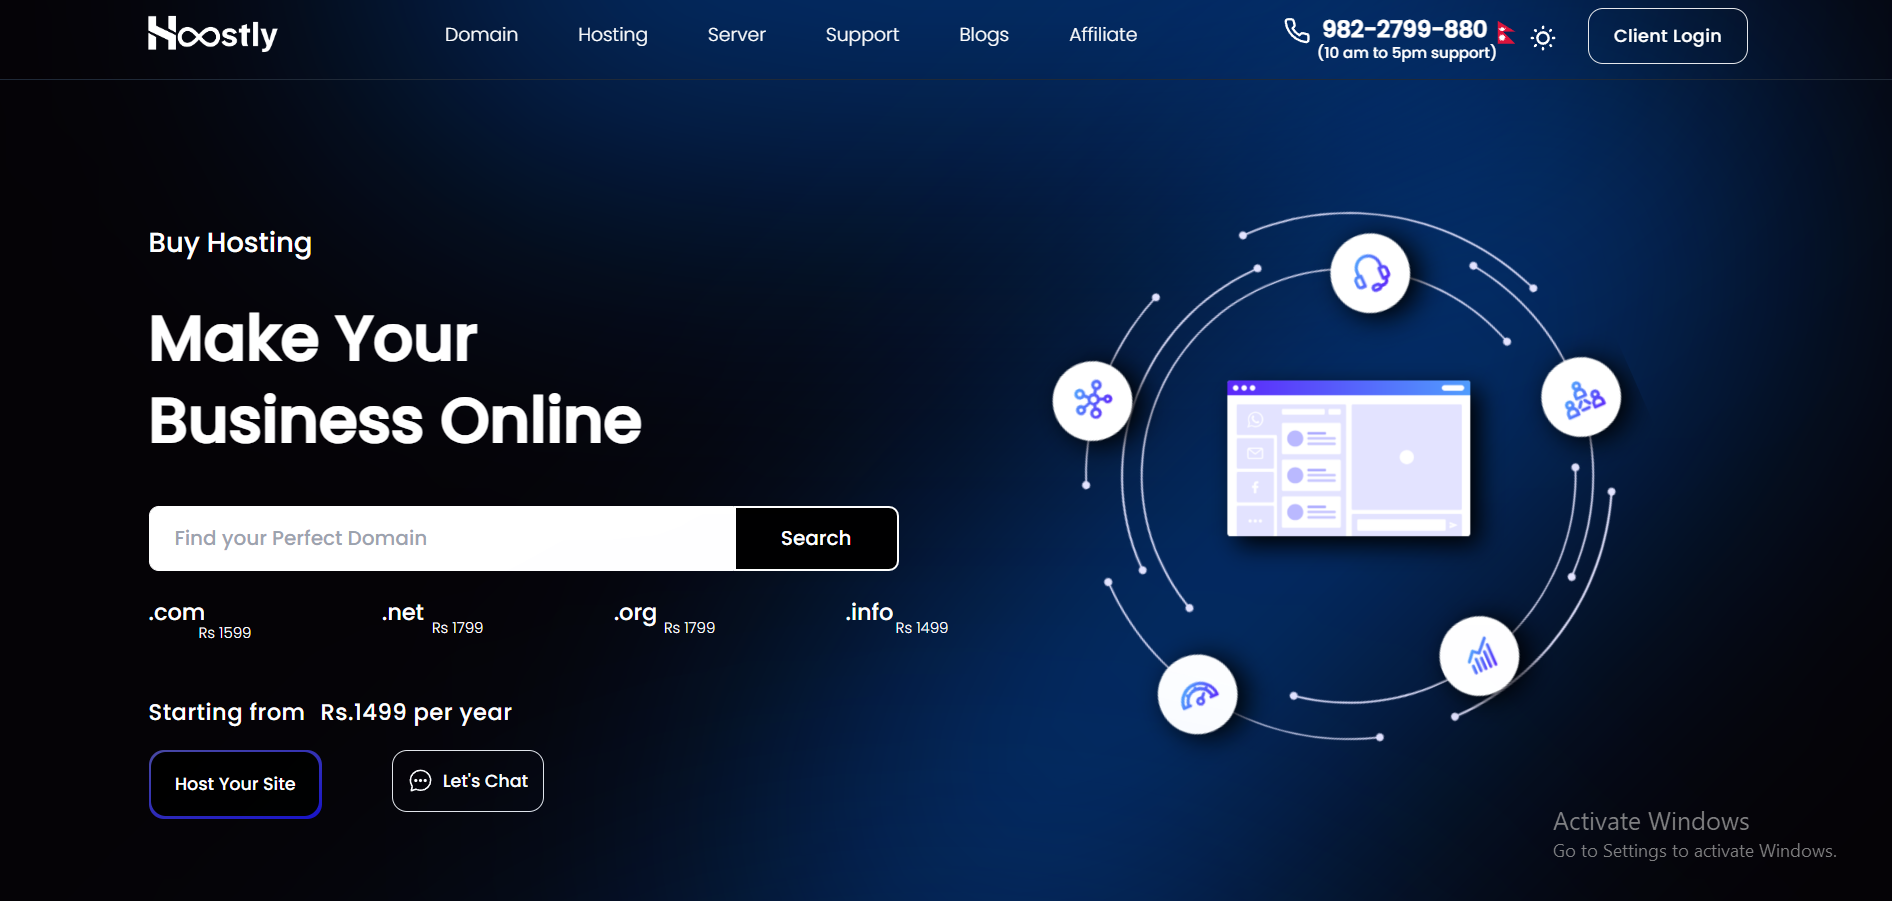 Hoostly
Domain
Hosting
Server
Support
Blogs
Affiliate
982-2799-880
(10 am to 5pm support)
Client Login
Buy Hosting
Make Your
Business Online
Find your Perfect Domain
Search
.com
Rs 1599
.net
Rs 1799
.org
Rs 1799
.info
Rs 1499
Starting from Rs.1499 per year
Host Your Site
Let's Chat
Activate Windows
Go to Settings to activate Windows.